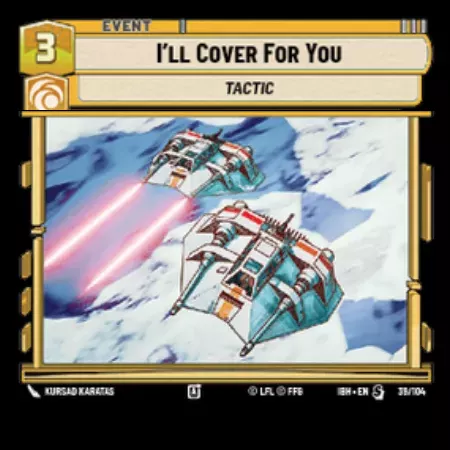 EVENT
3
I'LL COVER FOR YOU
TACTIC
KURSAD KARATAS
© LFL ℗ FFG
IBH • EN
39/104